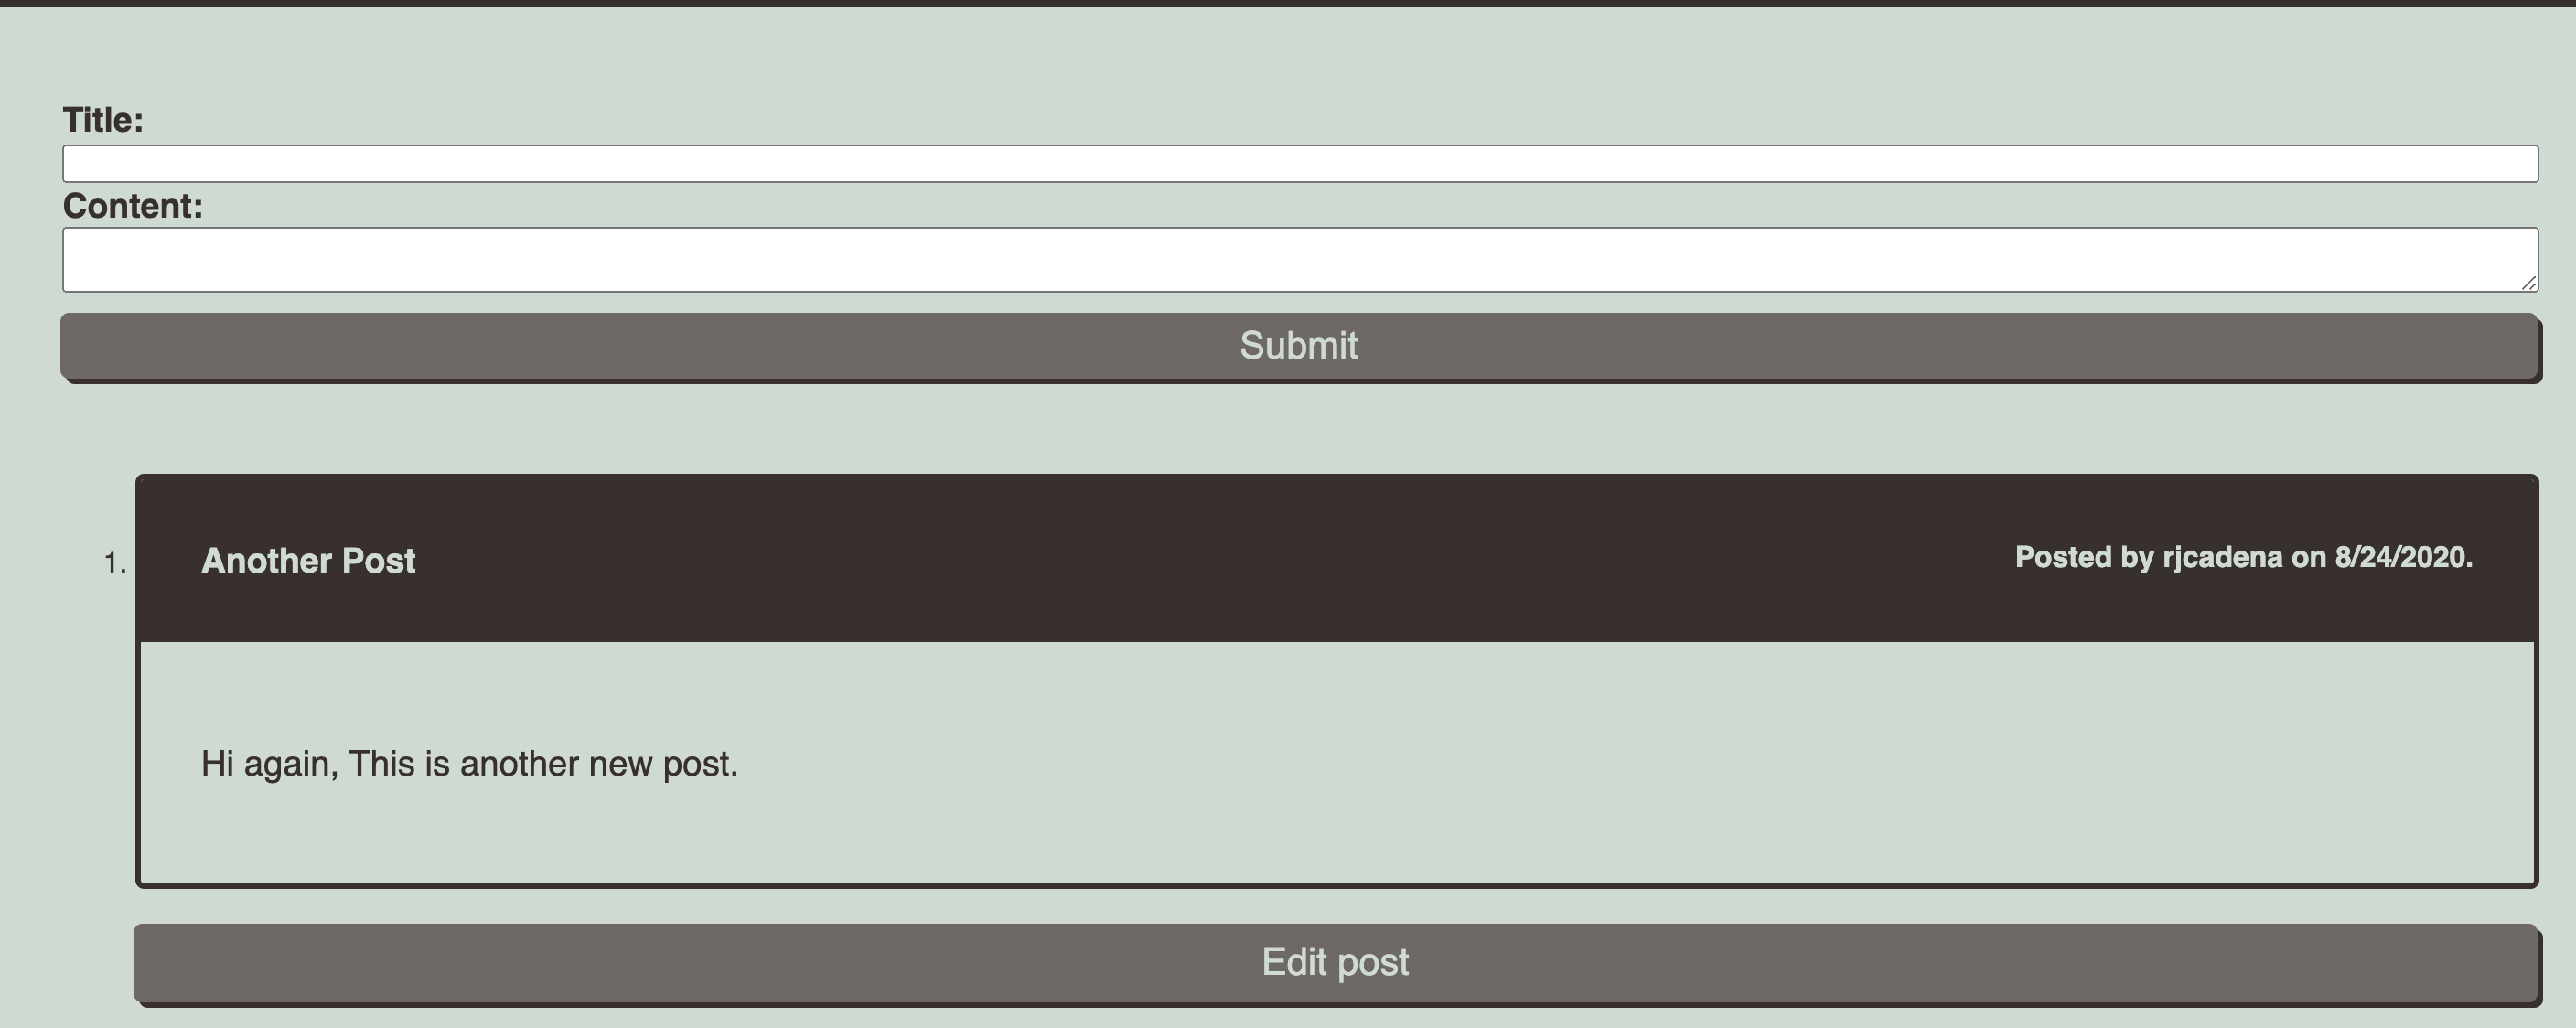 Title:
Content:
Submit
1. Another Post Posted by rjcadena on 8/24/2020.
Hi again, This is another new post.
Edit post